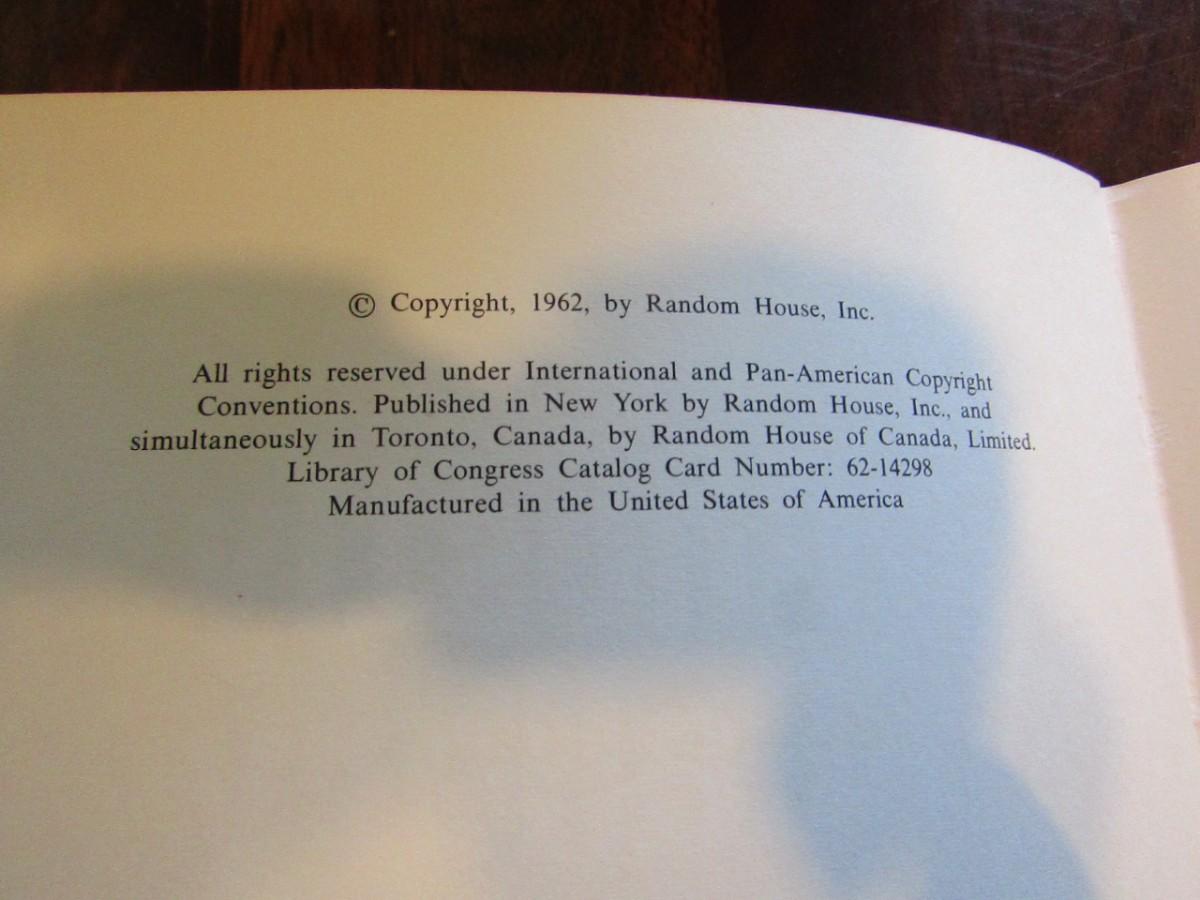 © Copyright, 1962, by Random House, Inc.
All rights reserved under International and Pan-American Copyright
Conventions. Published in New York by Random House, Inc., and
simultaneously in Toronto, Canada, by Random House of Canada, Limited.
Library of Congress Catalog Card Number: 62-14298
Manufactured in the United States of America